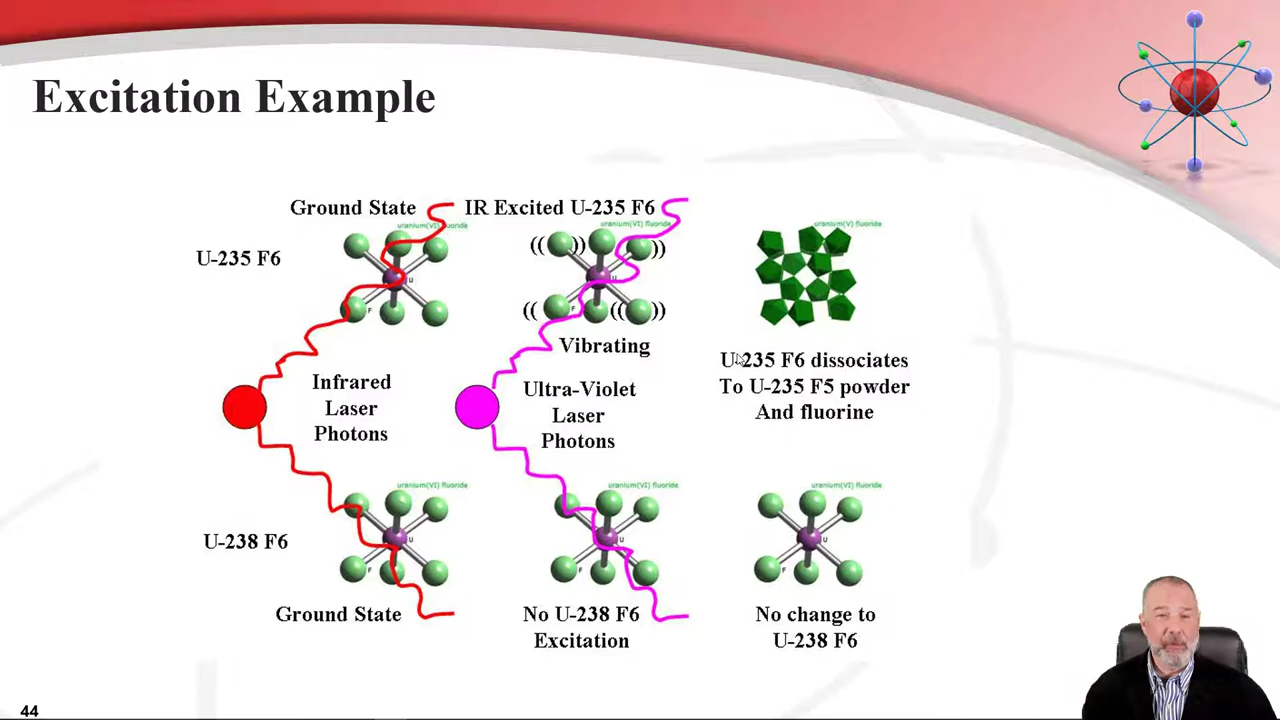 Excitation Example
Ground State
IR Excited U-235 F6
uranium(VI) fluoride
uranium(VI) fluoride
uranium(V) fluoride
U-235 F6
((
))
))
U
U
F
F
((
((
))
Vibrating
Infrared
Laser
Photons
Ultra-Violet
Laser
Photons
U-235 F6 dissociates
To U-235 F5 powder
And fluorine
uranium(VI) fluoride
uranium(VI) fluoride
uranium(VI) fluoride
U-238 F6
U
U
U
F
F
F
Ground State
No U-238 F6
Excitation
No change to
U-238 F6
44